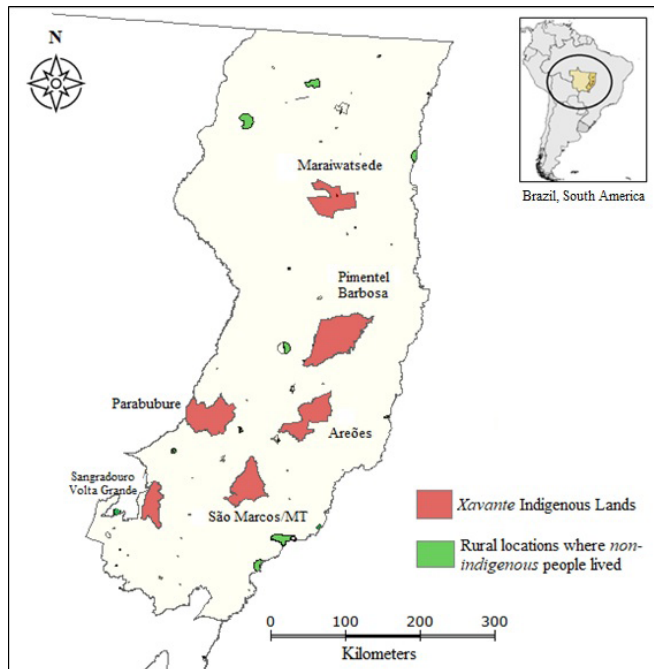 N
Brazil, South America
Maraiwatsede
Pimentel
Barbosa
Parabubure
Areões
Sangradouro
Volta Grande
São Marcos/MT
Xavante Indigenous Lands
Rural locations where non-
indigenous people lived
0 100 200 300
Kilometers